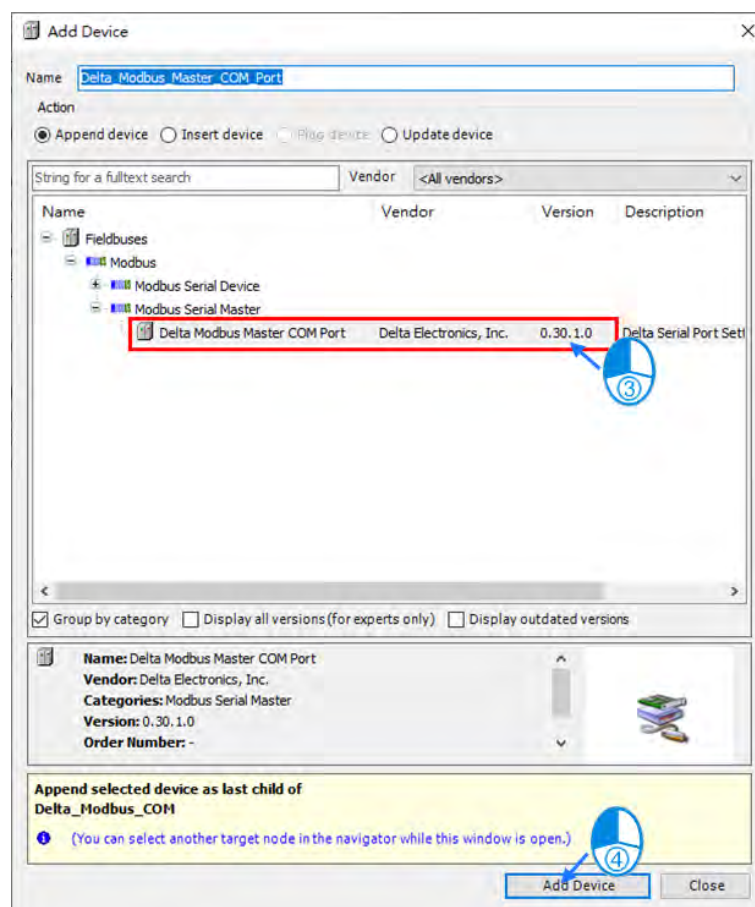 Add Device
Name Delta_Modbus_Master_COM_Port
Action
Append device Insert device Plug device Update device
String for a fulltext search Vendor <All vendors>
Name Vendor Version Description
Fieldbuses
Modbus
Modbus Serial Device
Modbus Serial Master
Delta Modbus Master COM Port Delta Electronics, Inc. 0.30.1.0 Delta Serial Port Sett
③
Group by category Display all versions (for experts only) Display outdated versions
Name: Delta Modbus Master COM Port
Vendor: Delta Electronics, Inc.
Categories: Modbus Serial Master
Version: 0.30.1.0
Order Number: -
Append selected device as last child of
Delta_Modbus_COM
(You can select another target node in the navigator while this window is open.)
④
Add Device Close